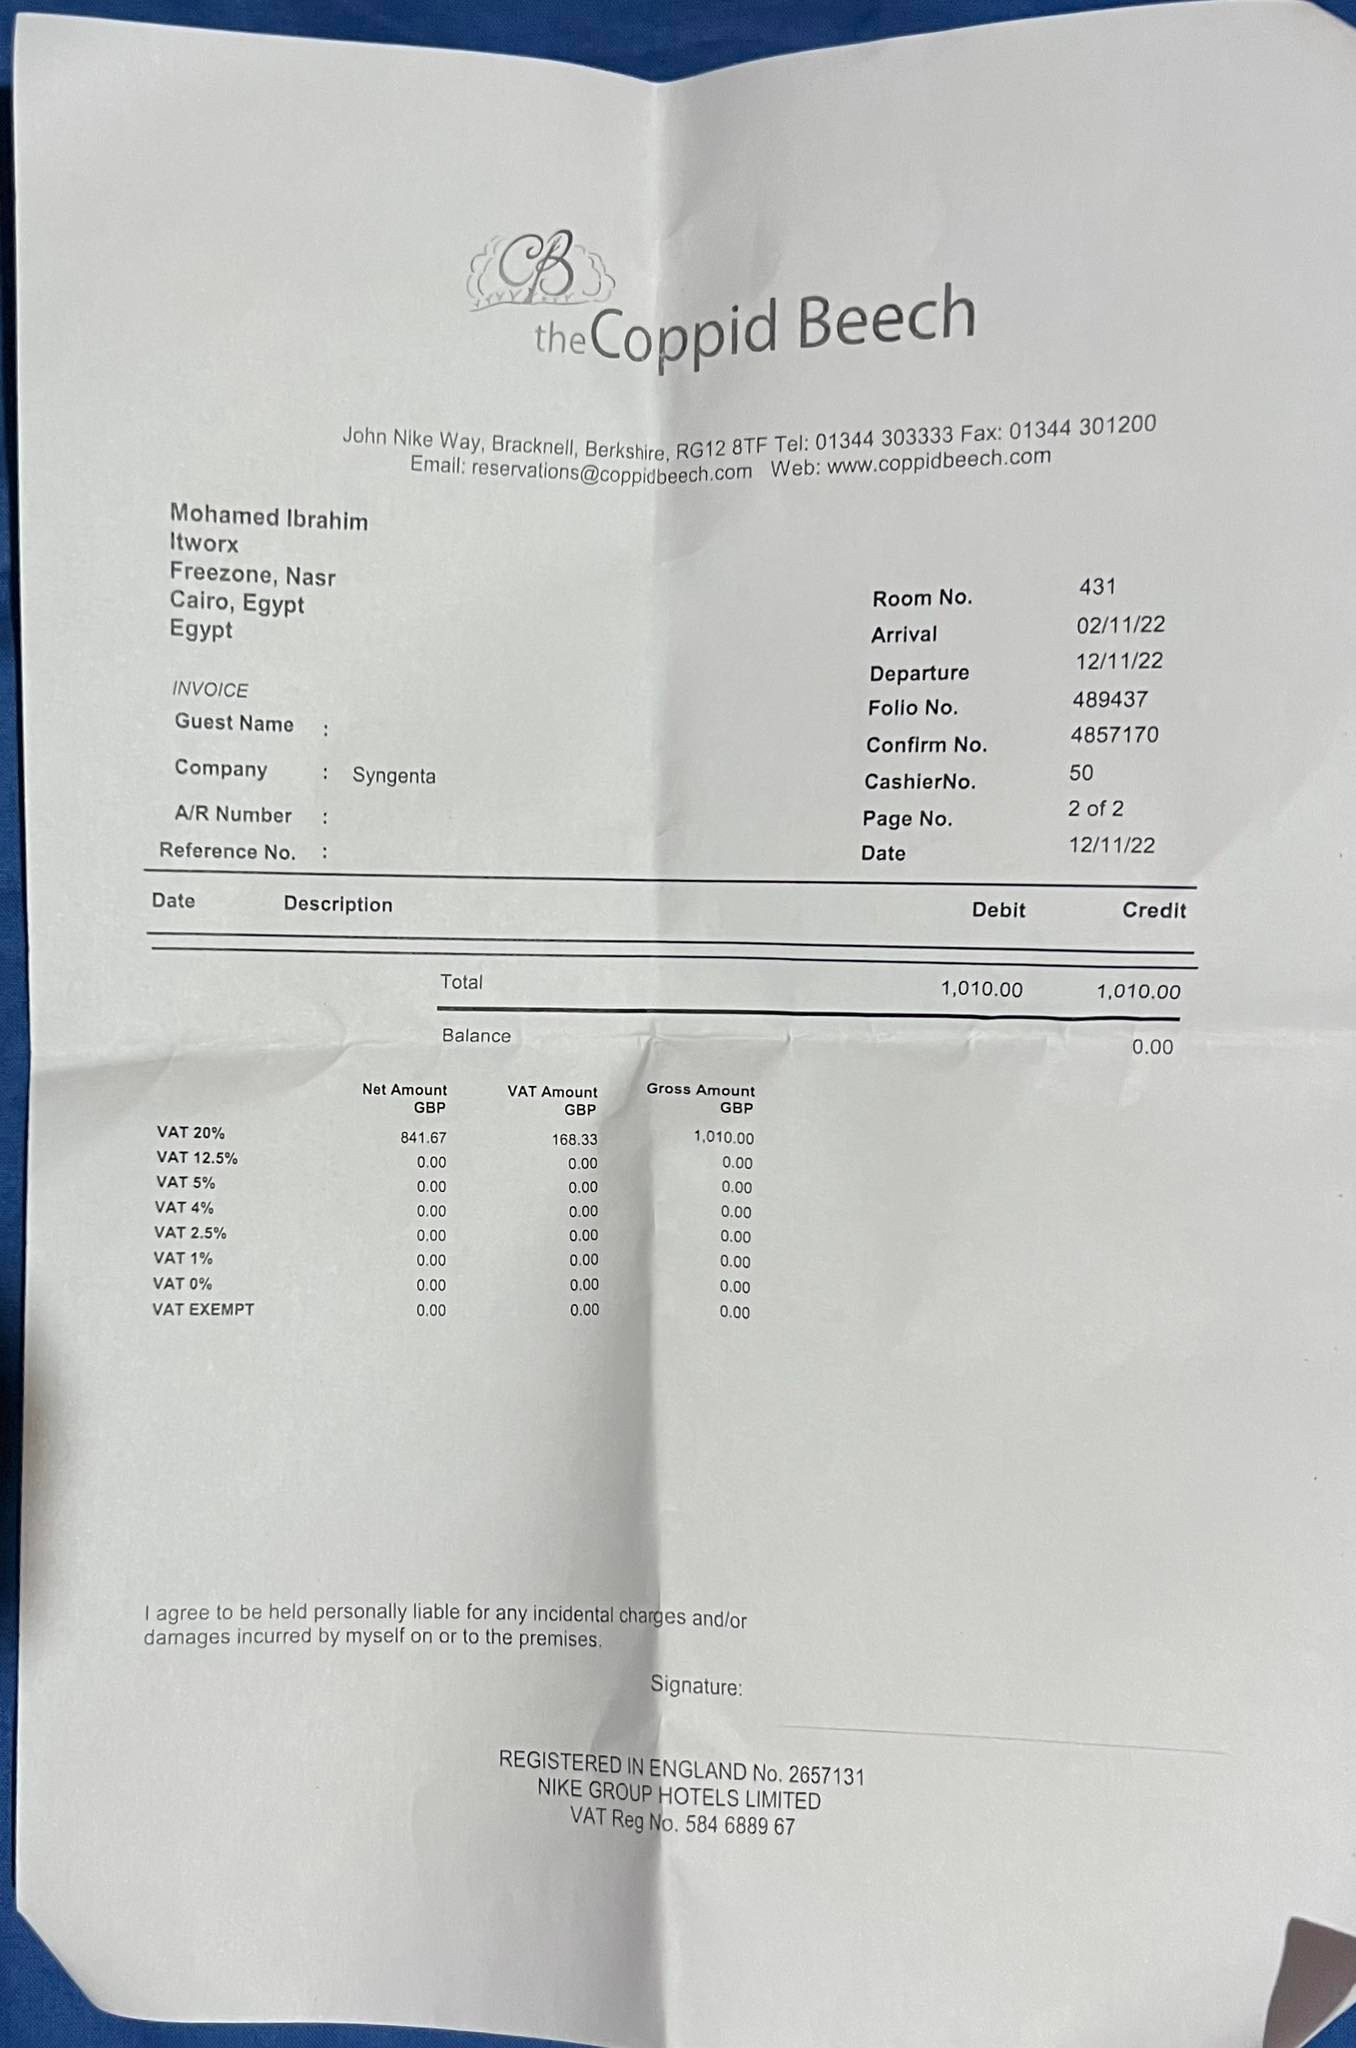 CB
the Coppid Beech
John Nike Way, Bracknell, Berkshire, RG12 8TF Tel: 01344 303333 Fax: 01344 301200
Email: reservations@coppidbeech.com Web: www.coppidbeech.com
Mohamed Ibrahim
Itworx
Freezone, Nasr
Cairo, Egypt
Egypt
Room No. 431
Arrival 02/11/22
Departure 12/11/22
Folio No. 489437
Confirm No. 4857170
CashierNo. 50
Page No. 2 of 2
Date 12/11/22
INVOICE
Guest Name :
Company : Syngenta
A/R Number :
Reference No. :
Date Description Debit Credit
Total 1,010.00 1,010.00
Balance 0.00
Net Amount VAT Amount Gross Amount
GBP GBP GBP
VAT 20% 841.67 168.33 1,010.00
VAT 12.5% 0.00 0.00 0.00
VAT 5% 0.00 0.00 0.00
VAT 4% 0.00 0.00 0.00
VAT 2.5% 0.00 0.00 0.00
VAT 1% 0.00 0.00 0.00
VAT 0% 0.00 0.00 0.00
VAT EXEMPT 0.00 0.00 0.00
I agree to be held personally liable for any incidental charges and/or
damages incurred by myself on or to the premises.
Signature:
REGISTERED IN ENGLAND No. 2657131
NIKE GROUP HOTELS LIMITED
VAT Reg No. 584 6889 67